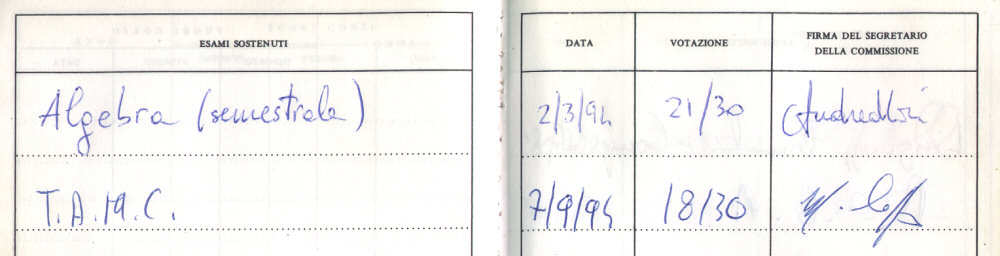 ESAMI SOSTENUTI
DATA
VOTAZIONE
FIRMA DEL SEGRETARIO
DELLA COMMISSIONE
Algebra (semestrale)
2/3/94
21/30
T.A.M.C.
7/9/94
18/30